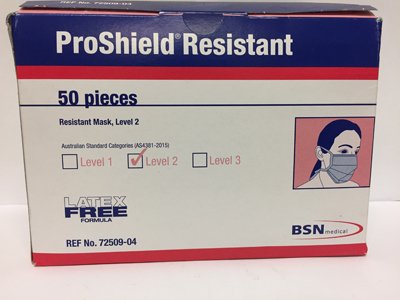 ProShield® Resistant
50 pieces
Resistant Mask, Level 2
Australian Standard Categories (AS4381-2015)
Level 1 Level 2 Level 3
LATEX
FREE
FORMULA
BSN medical
REF No. 72509-04